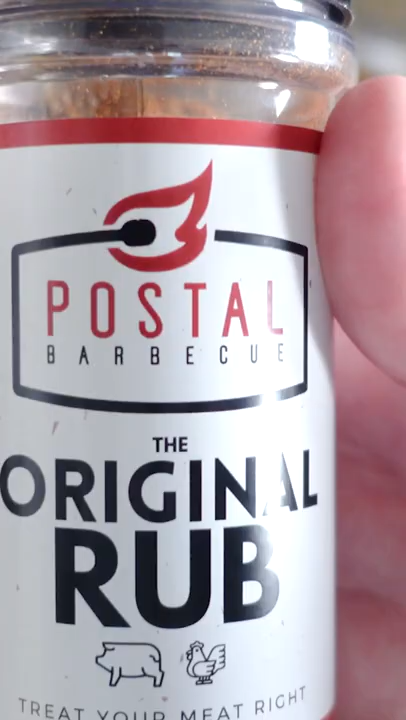 POSTAL
BARBECUE
THE
ORIGINAL
RUB
TREAT YOUR MEAT RIGHT